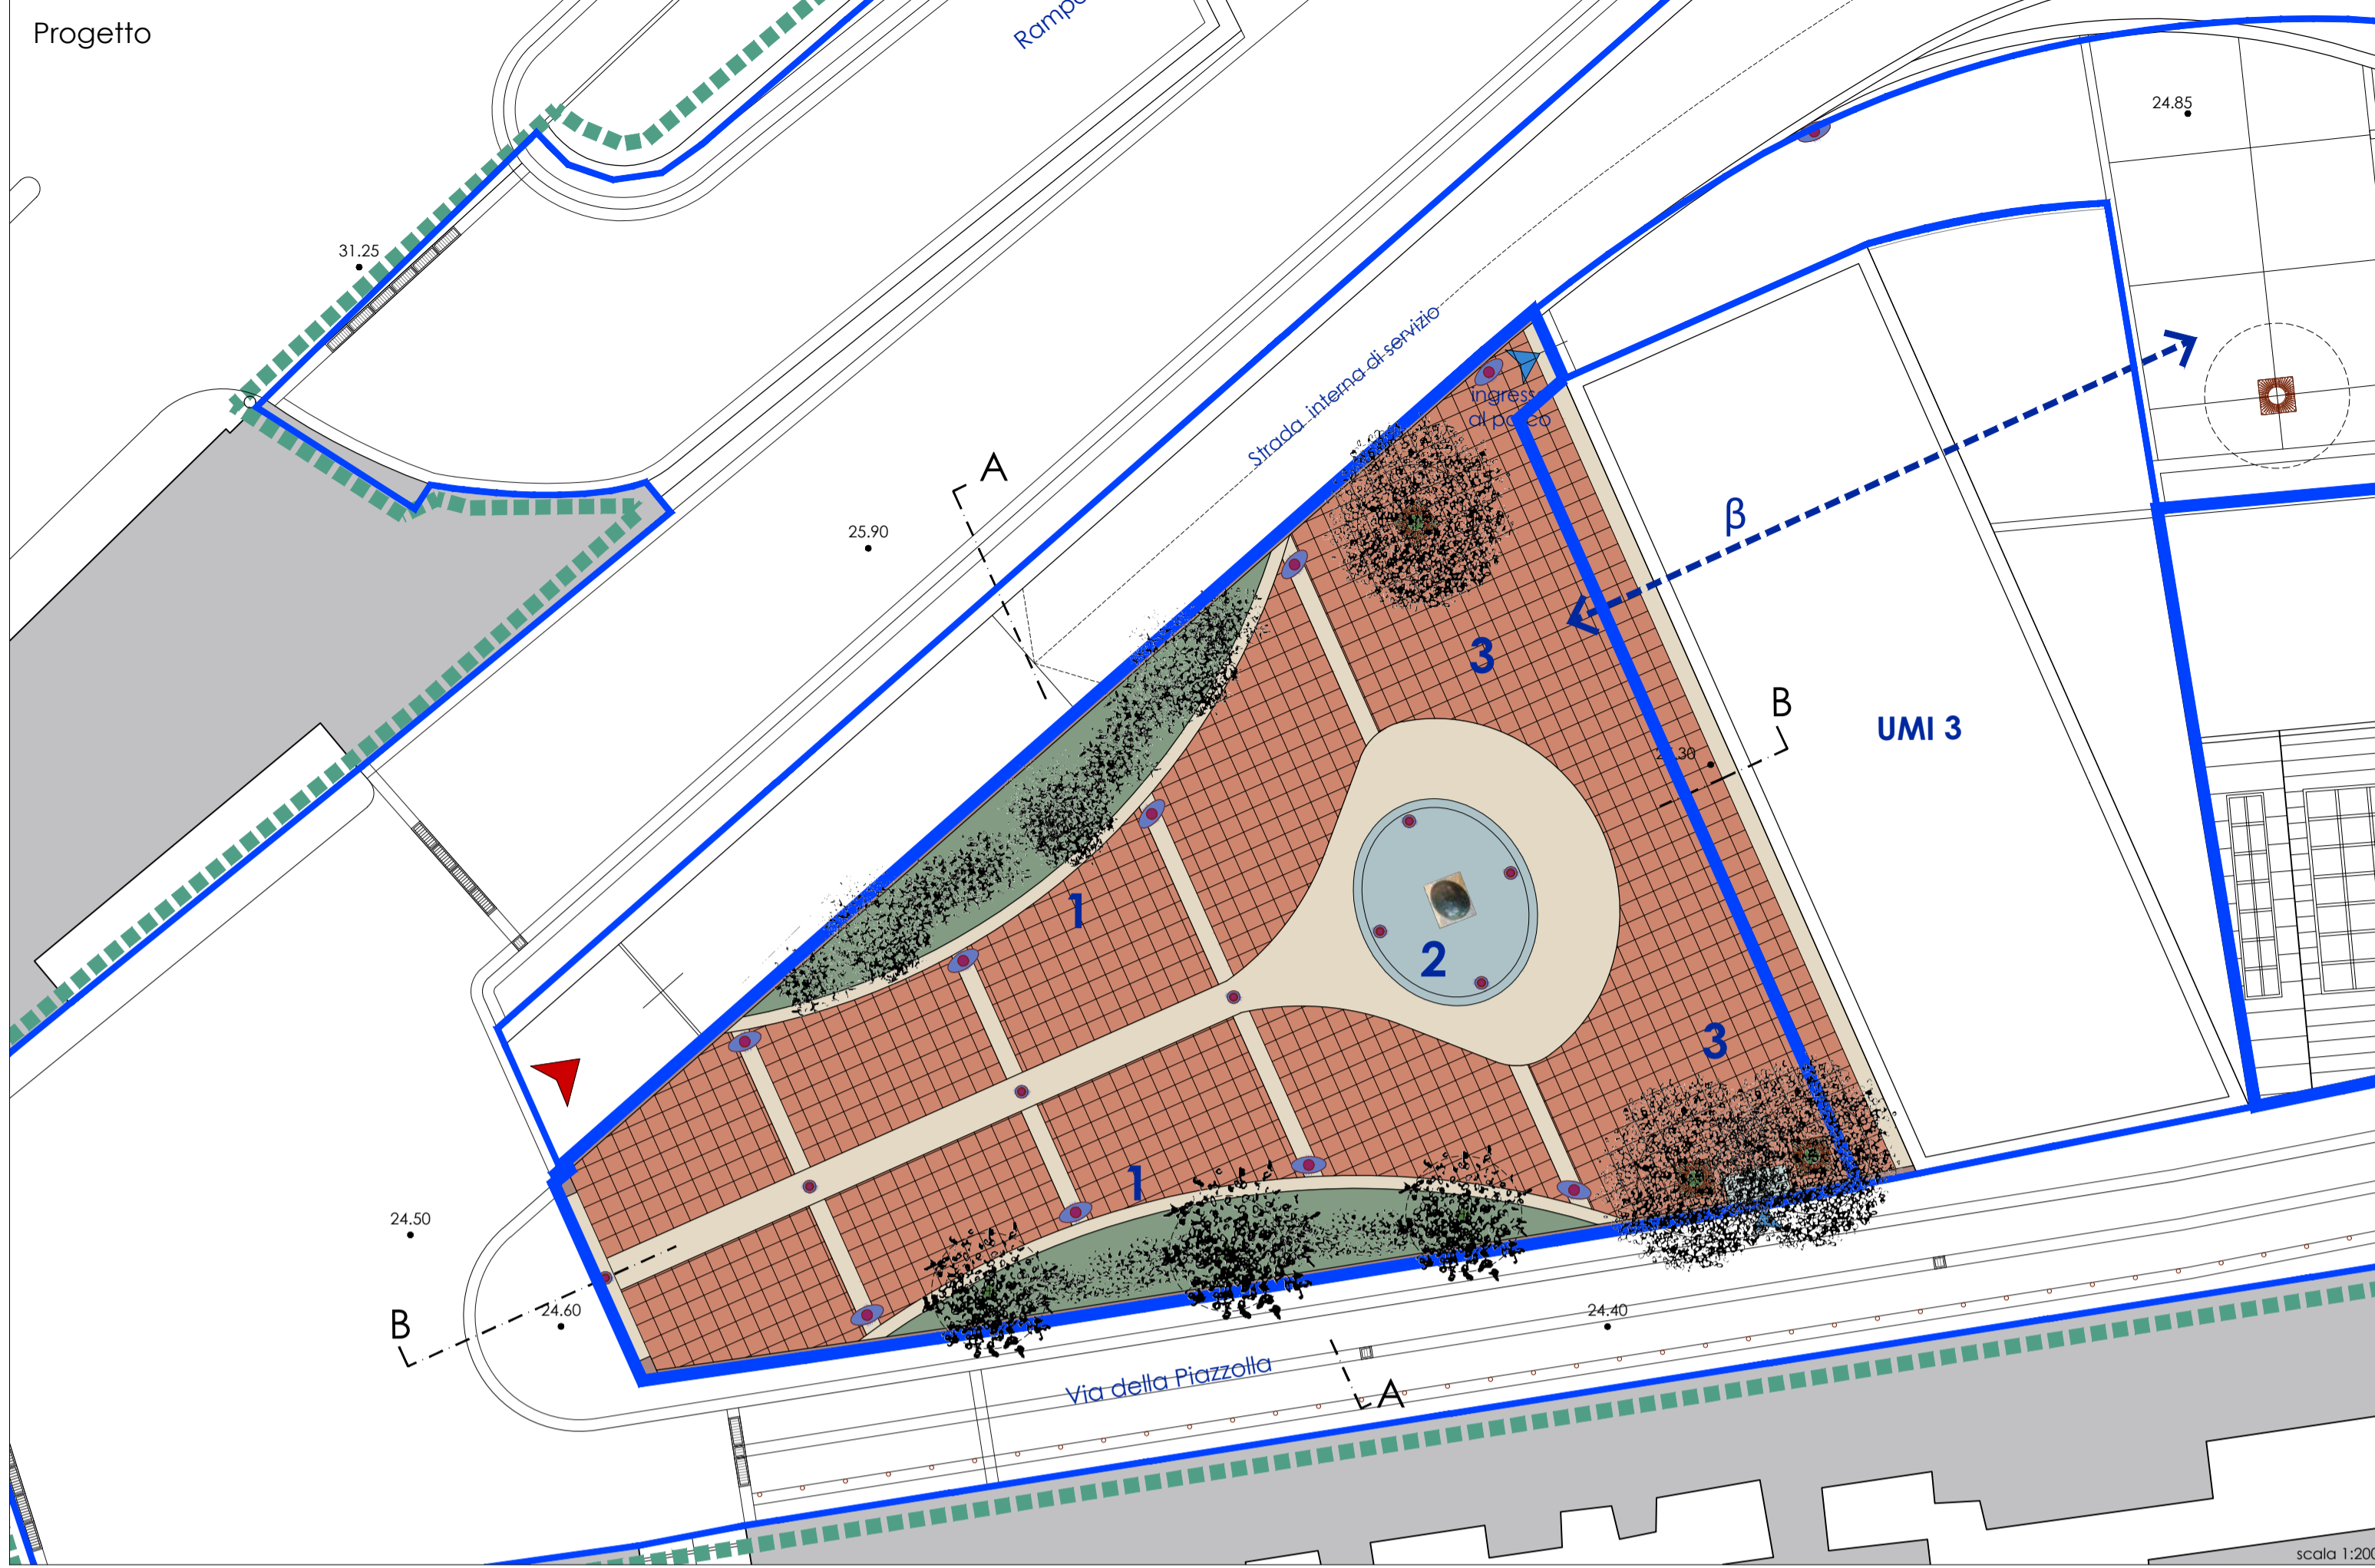 Progetto
24.85
31.25
Strada interna di servizio
al
A
25.90
β
3
B
UMI 3
1
2
3
1
24.50
24.60
B
24.40
Via della Piazzolla
A